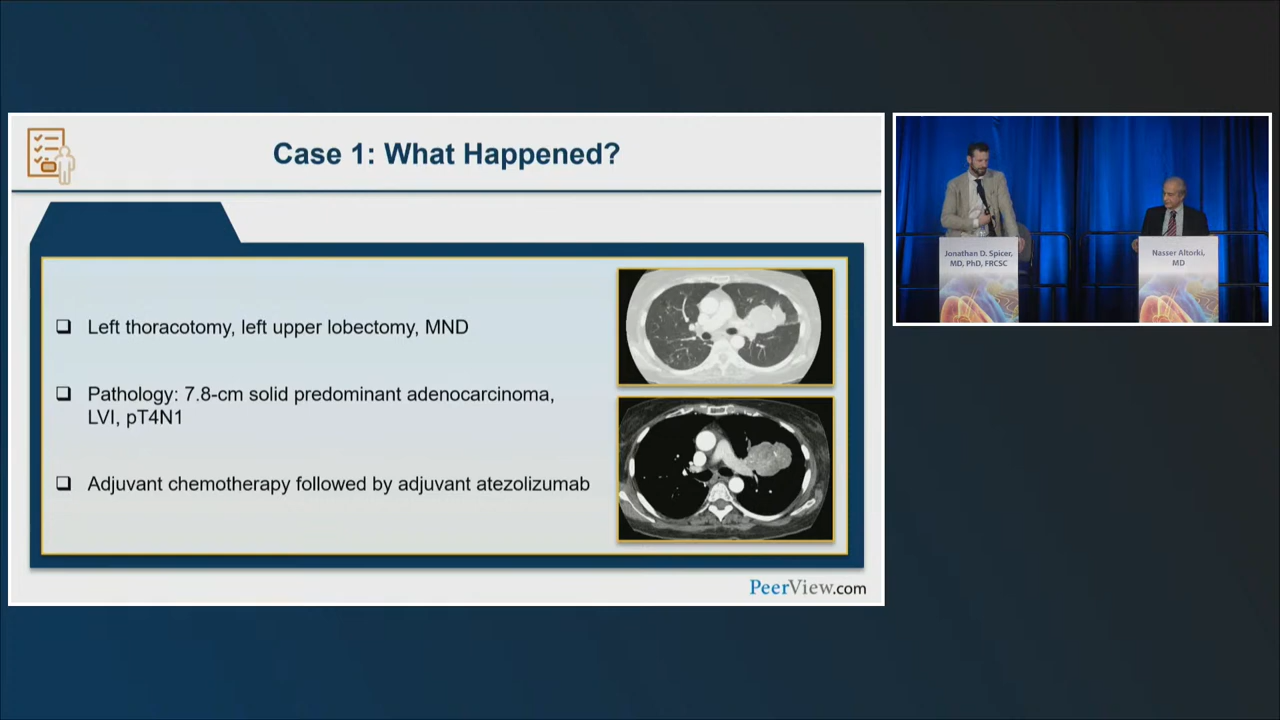 Case 1: What Happened?
Left thoracotomy, left upper lobectomy, MND
Pathology: 7.8-cm solid predominant adenocarcinoma,
LVI, pT4N1
Adjuvant chemotherapy followed by adjuvant atezolizumab
PeerView.com
Jonathan D. Spicer,
MD, PhD, FRCSC
Nasser Altorki,
MD